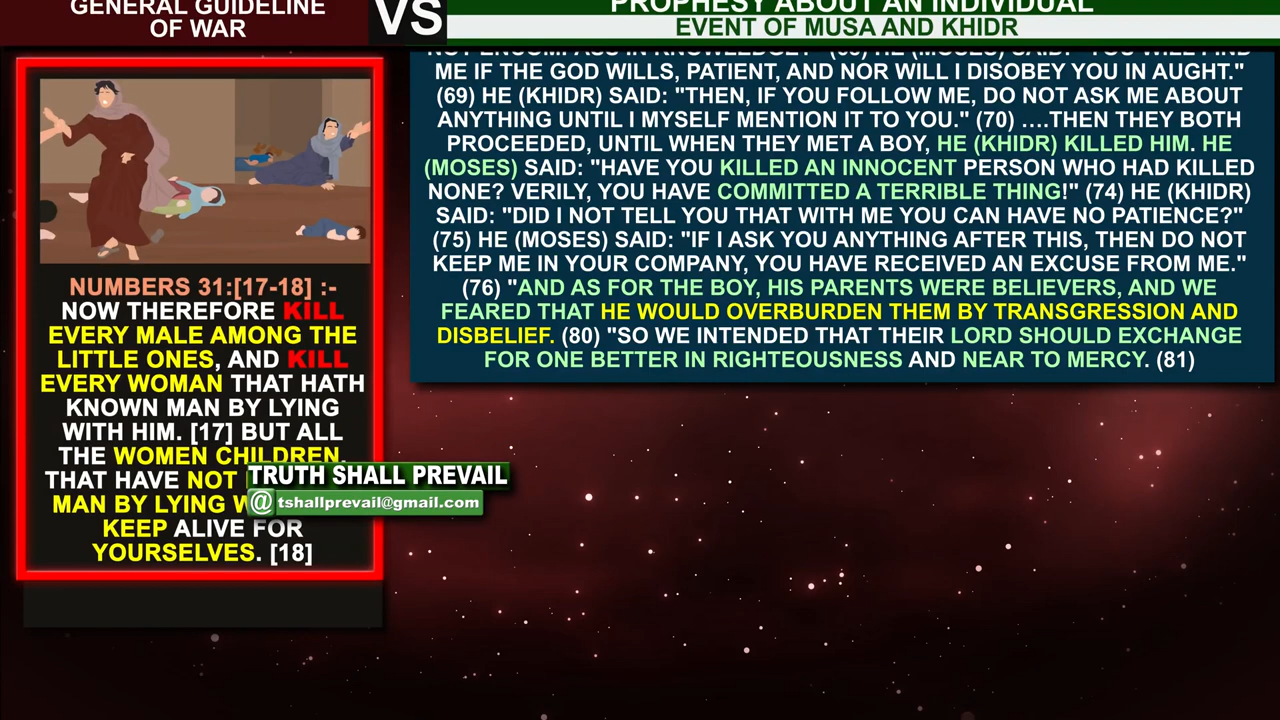 GENERAL GUIDELINE
OF WAR
VS
PROPHESY ABOUT AN INDIVIDUAL
EVENT OF MUSA AND KHIDR
NOT ENCOMPASS IN KNOWLEDGE?" HE (MOSES) SAID: "YOU WILL FIND
ME IF THE GOD WILLS, PATIENT, AND NOR WILL I DISOBEY YOU IN AUGHT."
(69) HE (KHIDR) SAID: "THEN, IF YOU FOLLOW ME, DO NOT ASK ME ABOUT
ANYTHING UNTIL I MYSELF MENTION IT TO YOU." (70) ....THEN THEY BOTH
PROCEEDED, UNTIL WHEN THEY MET A BOY, HE (KHIDR) KILLED HIM. HE
(MOSES) SAID: "HAVE YOU KILLED AN INNOCENT PERSON WHO HAD KILLED
NONE? VERILY, YOU HAVE COMMITTED A TERRIBLE THING!" (74) HE (KHIDR)
SAID: "DID I NOT TELL YOU THAT WITH ME YOU CAN HAVE NO PATIENCE?"
(75) HE (MOSES) SAID: "IF I ASK YOU ANYTHING AFTER THIS, THEN DO NOT
KEEP ME IN YOUR COMPANY, YOU HAVE RECEIVED AN EXCUSE FROM ME."
(76) "AND AS FOR THE BOY, HIS PARENTS WERE BELIEVERS, AND WE
FEARED THAT HE WOULD OVERBURDEN THEM BY TRANSGRESSION AND
DISBELIEF. (80) "SO WE INTENDED THAT THEIR LORD SHOULD EXCHANGE
FOR ONE BETTER IN RIGHTEOUSNESS AND NEAR TO MERCY. (81)
NUMBERS 31:[17-18] :-
NOW THEREFORE KILL
EVERY MALE AMONG THE
LITTLE ONES, AND KILL
EVERY WOMAN THAT HATH
KNOWN MAN BY LYING
WITH HIM. [17] BUT ALL
THE WOMEN CHILDREN,
THAT HAVE NOT
MAN BY LYING
KEEP ALIVE FOR
YOURSELVES. [18]
TRUTH SHALL PREVAIL
@ tshallprevail@gmail.com